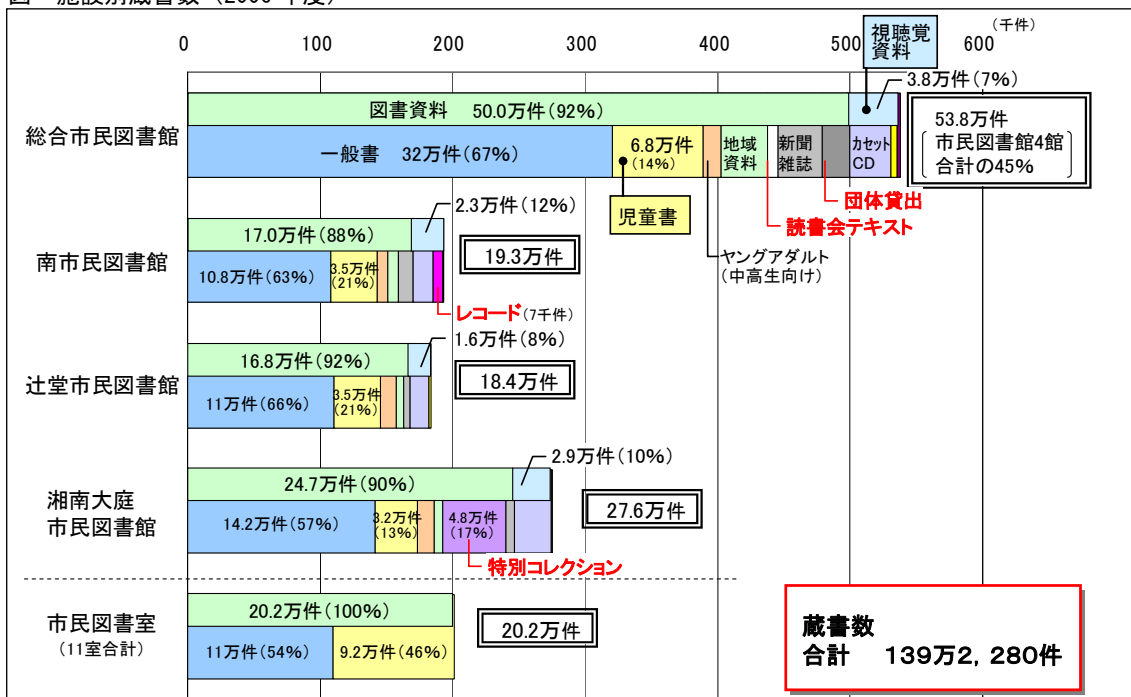 0 100 200 300 400 500 600 (千件)
視聴覚
資料
総合市民図書館
図書資料 50.0万件(92%)
3.8万件(7%)
一般書 32万件(67%)
6.8万件
(14%)
地域
資料
新聞
雑誌
カセット
CD
53.8万件
市民図書館4館
合計の45%
児童書
団体貸出
読書会テキスト
ヤングアダルト
(中高生向け)
南市民図書館
2.3万件(12%)
17.0万件(88%)
19.3万件
10.8万件(63%)
3.5万件
(21%)
レコード(7千件)
辻堂市民図書館
1.6万件(8%)
16.8万件(92%)
18.4万件
11万件(66%)
3.5万件
(21%)
湘南大庭
市民図書館
2.9万件(10%)
24.7万件(90%)
27.6万件
14.2万件(57%)
3.2万件
(13%)
4.8万件
(17%)
特別コレクション
市民図書室
(11室合計)
20.2万件(100%)
20.2万件
11万件(54%)
9.2万件(46%)
蔵書数
合計 139万2,280件